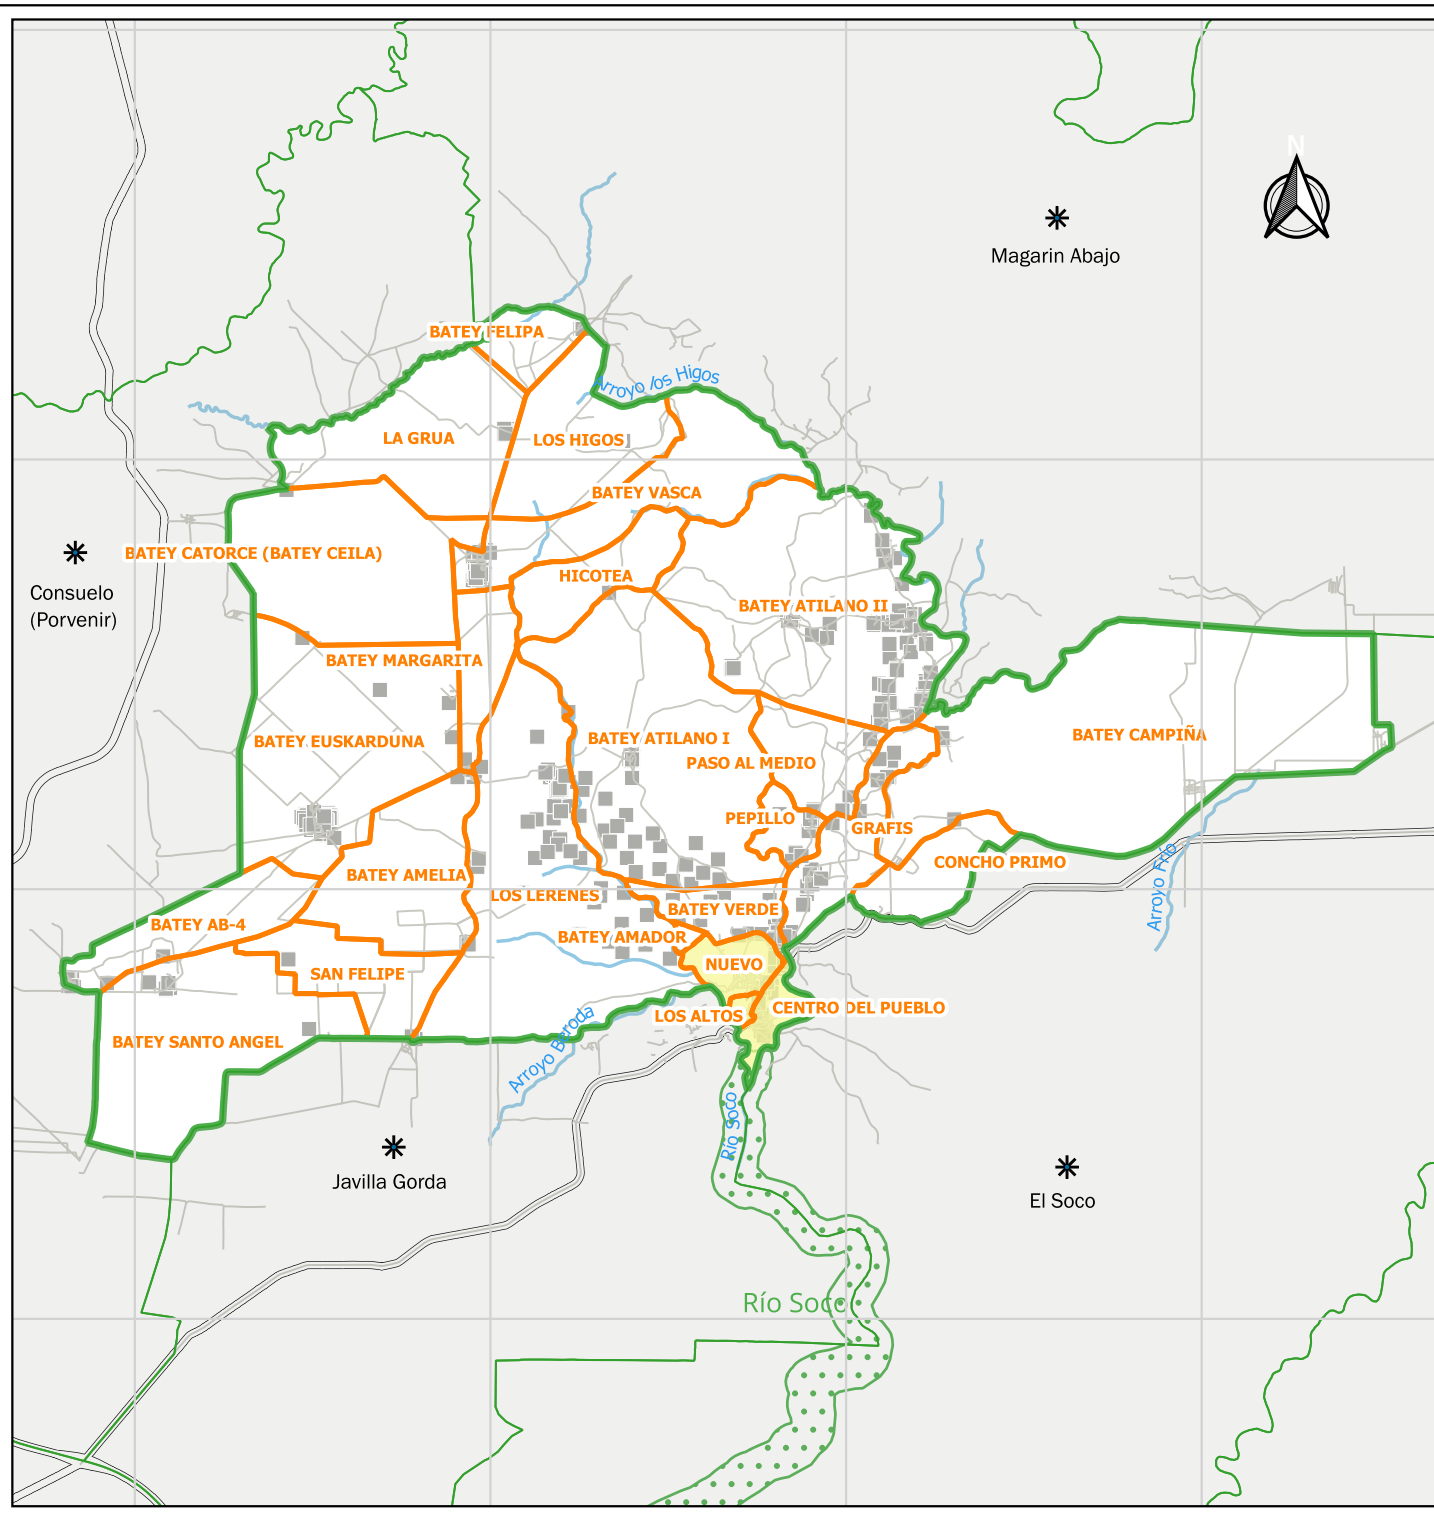 N
Magarin Abajo
BATEY FELIPA
Arroyo los Higos
LA GRUA
LOS HIGOS
BATEY VASCA
BATEY CATORCE (BATEY CEILA)
HICOTEA
Consuelo
(Porvenir)
BATEY ATILANO II
BATEY MARGARITA
BATEY EUSKARDUNA
BATEY ATILANO I
BATEY CAMPIÑA
PASO AL MEDIO
PEPILLO
GRAFIS
CONCHO PRIMO
BATEY AMELIA
LOS LERENES
Arroyo Frío
BATEY VERDE
BATEY AB-4
BATEY AMADOR
NUEVO
SAN FELIPE
CENTRO DEL PUEBLO
LOS ALTOS
BATEY SANTO ANGEL
Arroyo Beroda
Río Soco
Javilla Gorda
El Soco
Río Soco